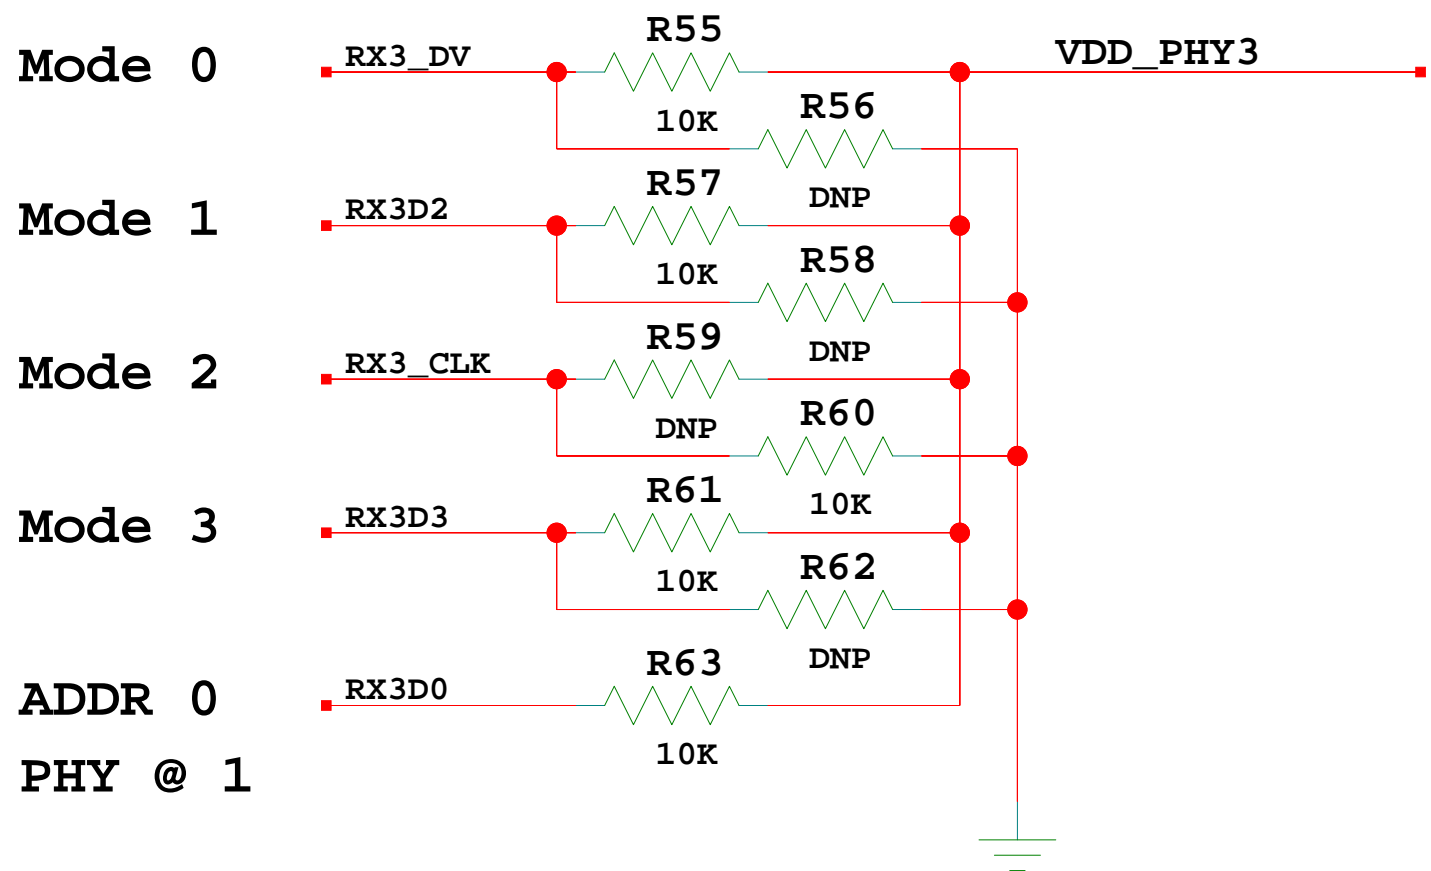 R55
Mode 0
RX3_DV
VDD_PHY3
10K
R56
R57
DNP
Mode 1
RX3D2
10K
R58
R59
DNP
Mode 2
RX3_CLK
DNP
R60
R61
10K
Mode 3
RX3D3
10K
R62
R63
DNP
ADDR 0
RX3D0
10K
PHY @ 1